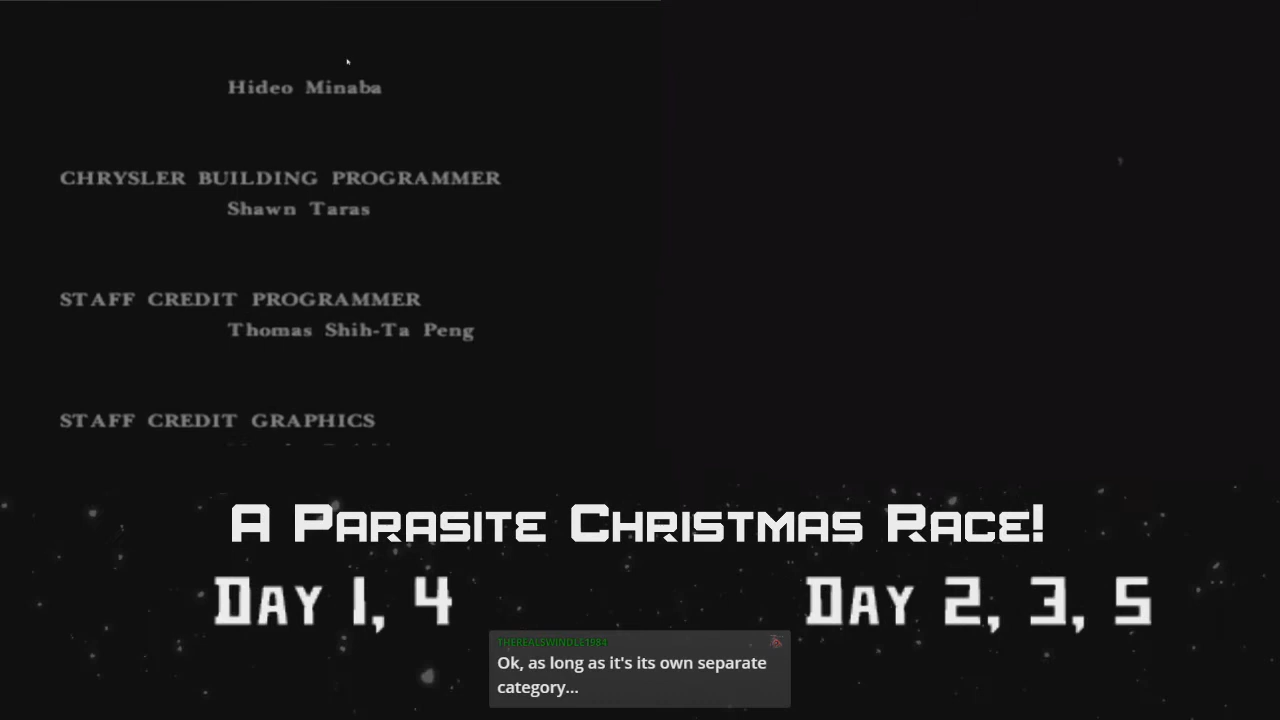 Hideo Minaba
CHRYSLER BUILDING PROGRAMMER
Shawn Taras
STAFF CREDIT PROGRAMMER
Thomas Shih-Ta Peng
STAFF CREDIT GRAPHICS
A PARASITE CHRISTMAS RACE!
DAY 1, 4
DAY 2, 3, 5
THEREALSWINDLE1984
Ok, as long as it's its own separate
category...